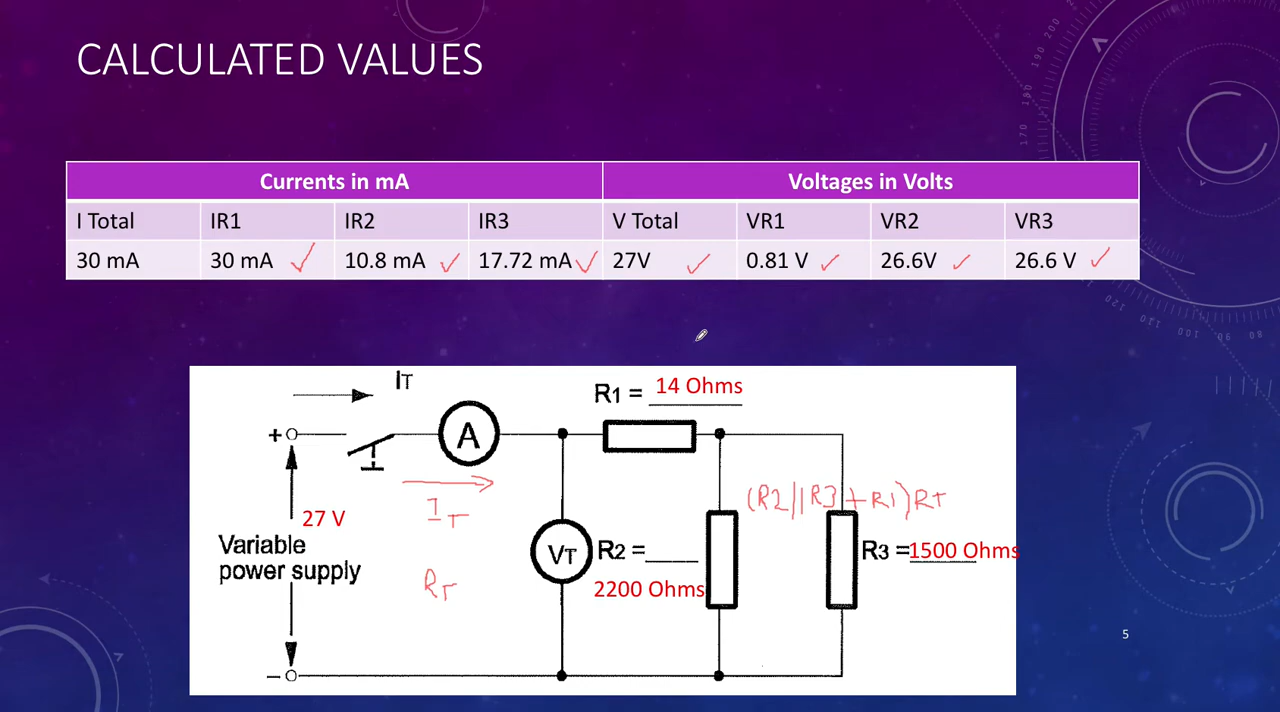 CALCULATED VALUES
Currents in mA Voltages in Volts
I Total IR1 IR2 IR3 V Total VR1 VR2 VR3
30 mA 30 mA 10.8 mA 17.72 mA 27V 0.81 V 26.6V 26.6 V
IT
R1 = 14 Ohms
+
A
27 V
IT
(R2||R3+R1)RT
Variable
power supply
VT
R2 =
R3 = 1500 Ohms
RT
2200 Ohms
5
−